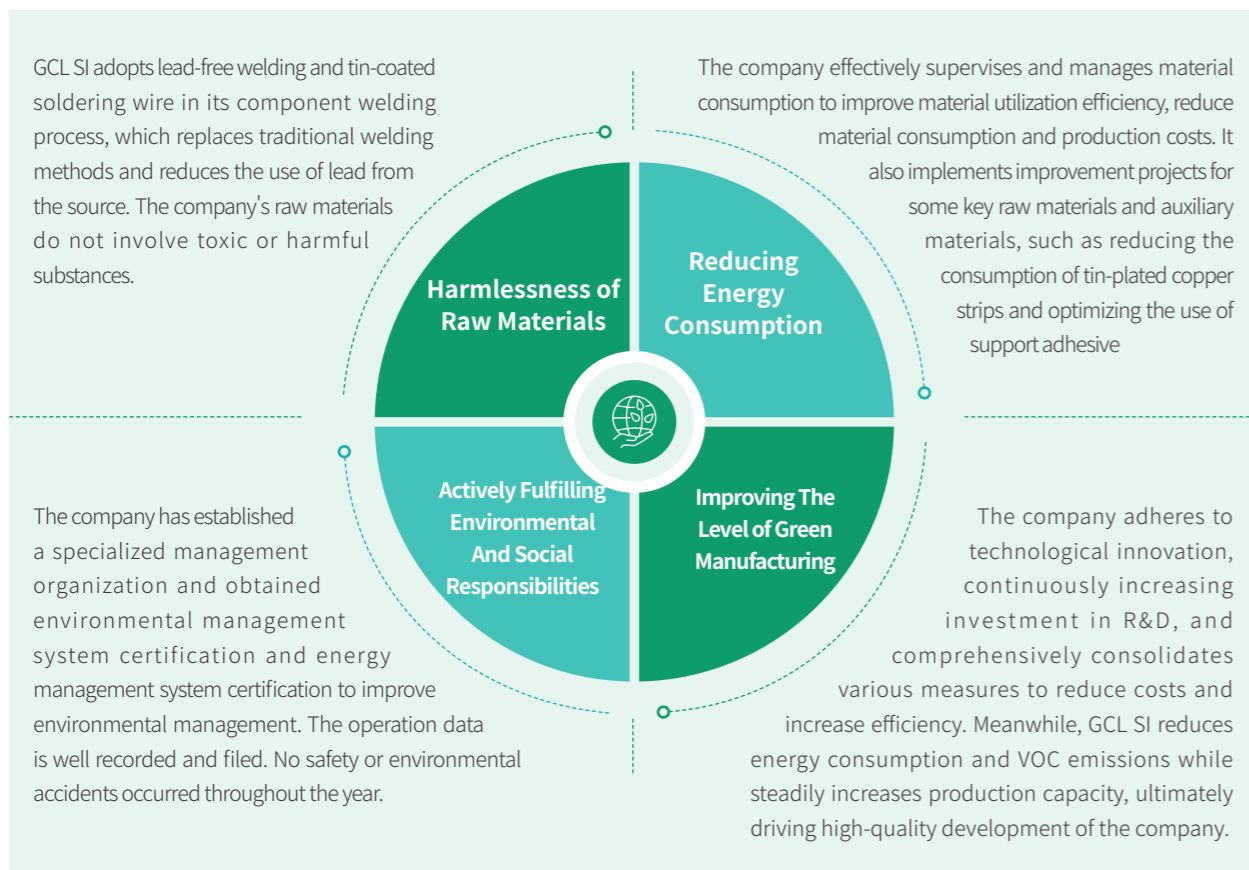 GCL SI adopts lead-free welding and tin-coated
soldering wire in its component welding
process, which replaces traditional welding
methods and reduces the use of lead from
the source. The company's raw materials
do not involve toxic or harmful
substances.
Harmlessness of
Raw Materials
The company effectively supervises and manages material
consumption to improve material utilization efficiency, reduce
material consumption and production costs. It
also implements improvement projects for
some key raw materials and auxiliary
materials, such as reducing the
consumption of tin-plated copper
strips and optimizing the use of
support adhesive
Reducing
Energy
Consumption
The company has established
a specialized management
organization and obtained
environmental management
system certification and energy
management system certification to improve
environmental management. The operation data
is well recorded and filed. No safety or environmental
accidents occurred throughout the year.
Actively Fulfilling
Environmental
And Social
Responsibilities
Improving The
Level of Green
Manufacturing
The company adheres to
technological innovation,
continuously increasing
investment in R&D, and
comprehensively consolidates
various measures to reduce costs and
increase efficiency. Meanwhile, GCL SI reduces
energy consumption and VOC emissions while
steadily increases production capacity, ultimately
driving high-quality development of the company.